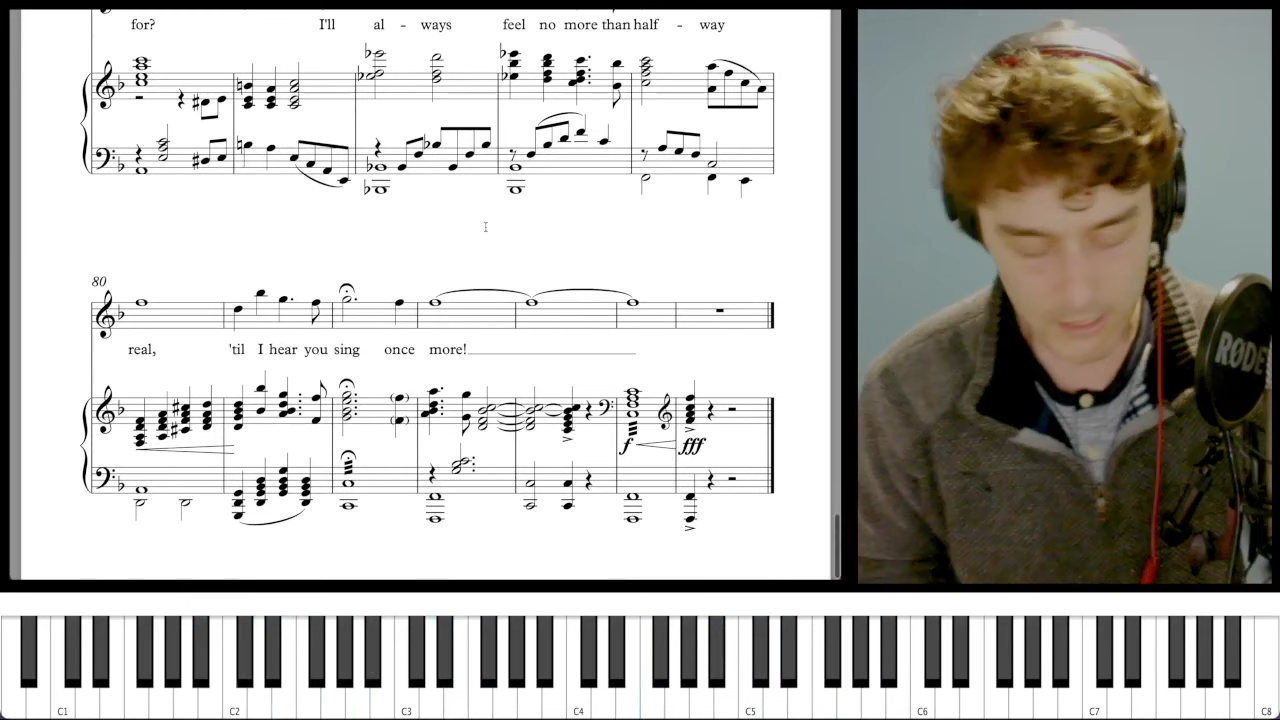 for? I'll al - ways feel no more than half - way
80
real, 'til I hear you sing once more!
f fff
RØDE
C1 C2 C3 C4 C5 C6 C7 C8